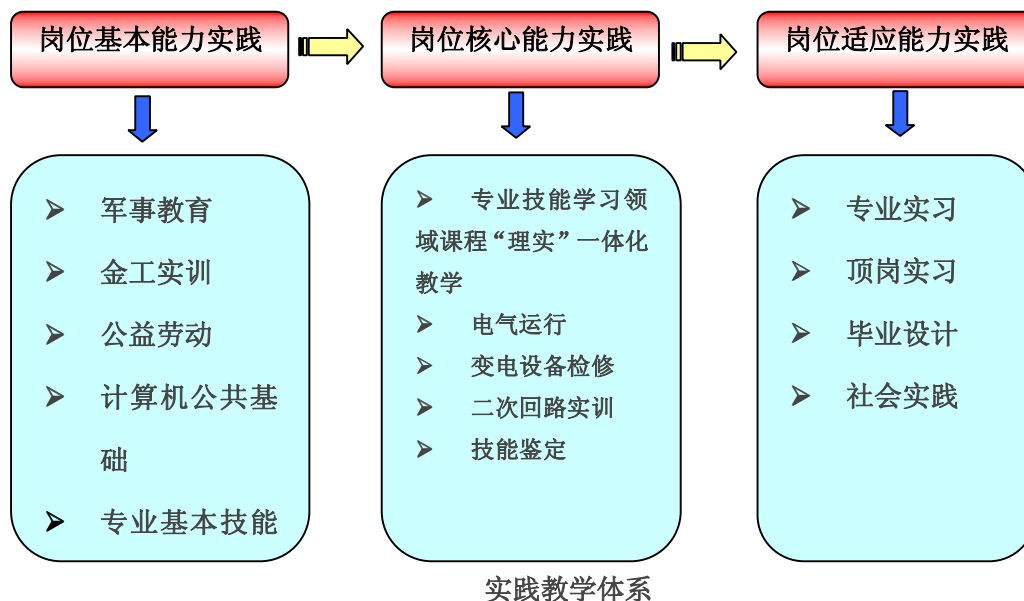 岗位基本能力实践
岗位核心能力实践
岗位适应能力实践
军事教育
金工实训
公益劳动
计算机公共基
础
专业基本技能
专业技能学习领
域课程“理实”一体化
教学
电气运行
变电设备检修
二次回路实训
技能鉴定
专业实习
顶岗实习
毕业设计
社会实践
实践教学体系